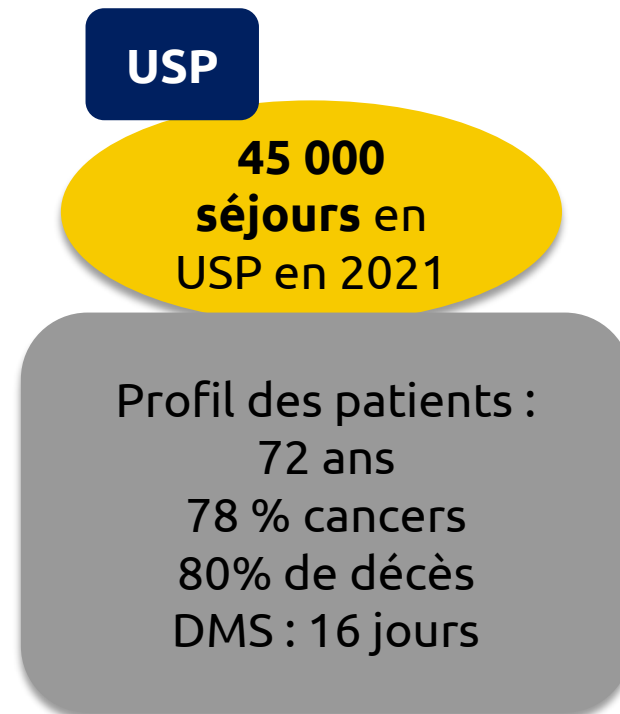 USP
45 000
séjours en
USP en 2021
Profil des patients :
72 ans
78 % cancers
80% de décès
DMS : 16 jours